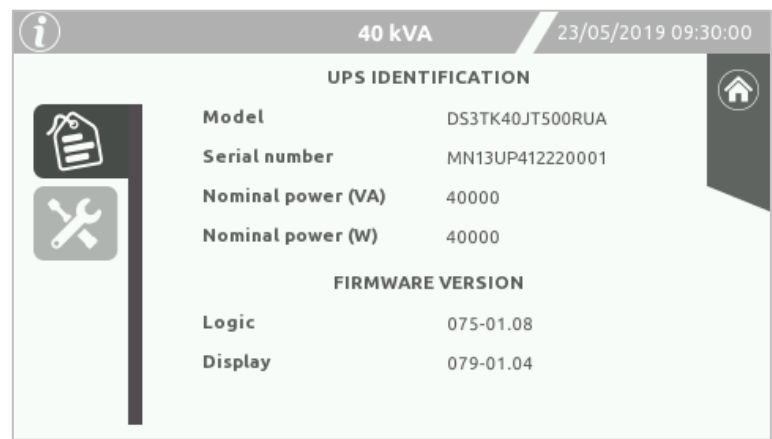 i 40 kVA 23/05/2019 09:30:00
UPS IDENTIFICATION
Model DS3TK40JT500RUA
Serial number MN13UP412220001
Nominal power (VA) 40000
Nominal power (W) 40000
FIRMWARE VERSION
Logic 075-01.08
Display 079-01.04